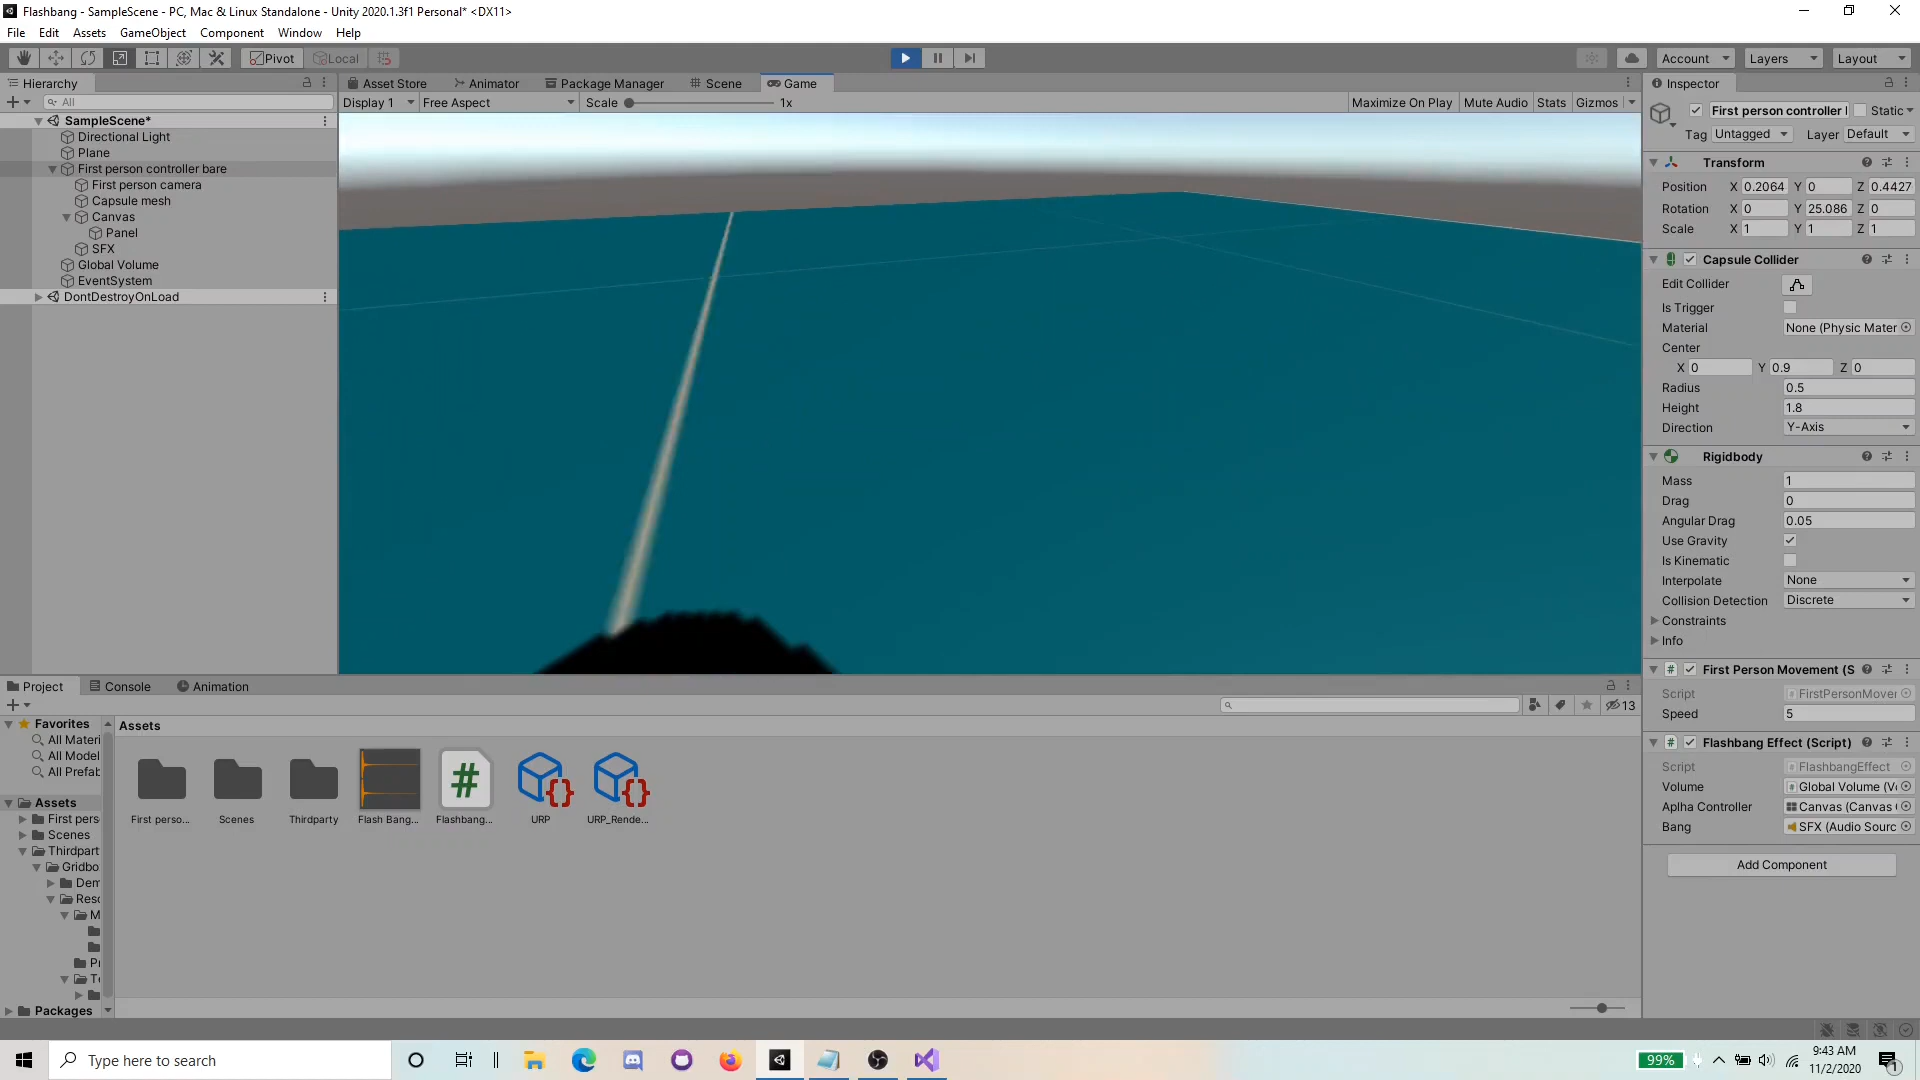 Flashbang - SampleScene - PC, Mac & Linux Standalone - Unity 2020.1.3f1 Personal* <DX11>
File Edit Assets GameObject Component Window Help
Pivot Local
Account Layers Layout
Hierarchy
All
SampleScene*
Directional Light
Plane
First person controller bare
First person camera
Capsule mesh
Canvas
Panel
SFX
Global Volume
EventSystem
DontDestroyOnLoad
Asset Store Animator Package Manager Scene Game
Display 1 Free Aspect Scale 1x Maximize On Play Mute Audio Stats Gizmos
Inspector
First person controller l Static
Tag Untagged Layer Default
Transform
Position X 0.2064 Y 0 Z 0.4427
Rotation X 0 Y 25.086 Z 0
Scale X 1 Y 1 Z 1
Capsule Collider
Edit Collider
Is Trigger
Material None (Physic Mater
Center
X 0 Y 0.9 Z 0
Radius 0.5
Height 1.8
Direction Y-Axis
Rigidbody
Mass 1
Drag 0
Angular Drag 0.05
Use Gravity
Is Kinematic
Interpolate None
Collision Detection Discrete
Constraints
Info
First Person Movement (S
Script FirstPersonMover
Speed 5
Flashbang Effect (Script)
Script FlashbangEffect
Volume Global Volume (V
Aplha Controller Canvas (Canvas
Bang SFX (Audio Sourc
Add Component
Project Console Animation
13
Favorites
All Materi
All Model
All Prefab
Assets
First pers
Scenes
Thirdpart
Gridbo
Dem
Reso
M
Pr
Te
Packages
Assets
First perso... Scenes Thirdparty Flash Bang... Flashbang... URP URP_Rende...
Type here to search
99%
9:43 AM
11/2/2020
1